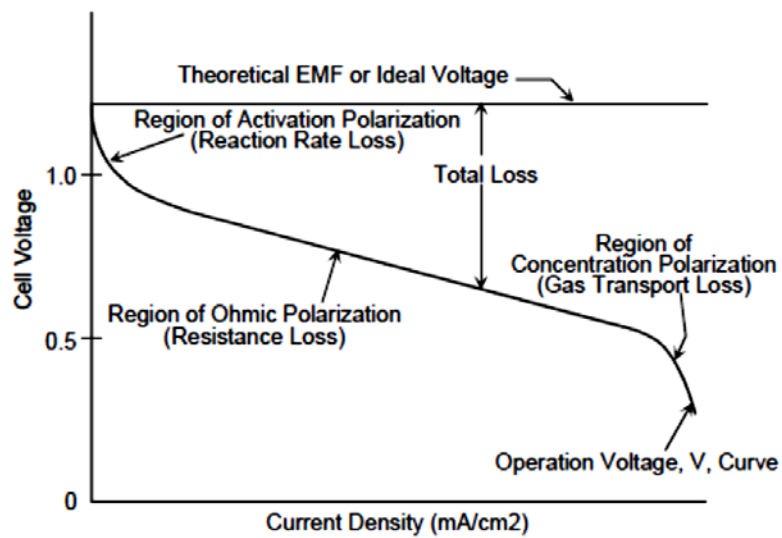 Theoretical EMF or Ideal Voltage
Region of Activation Polarization
(Reaction Rate Loss)
1.0
Total Loss
Cell Voltage
Region of
Concentration Polarization
(Gas Transport Loss)
Region of Ohmic Polarization
(Resistance Loss)
0.5
Operation Voltage, V, Curve
0
Current Density (mA/cm2)